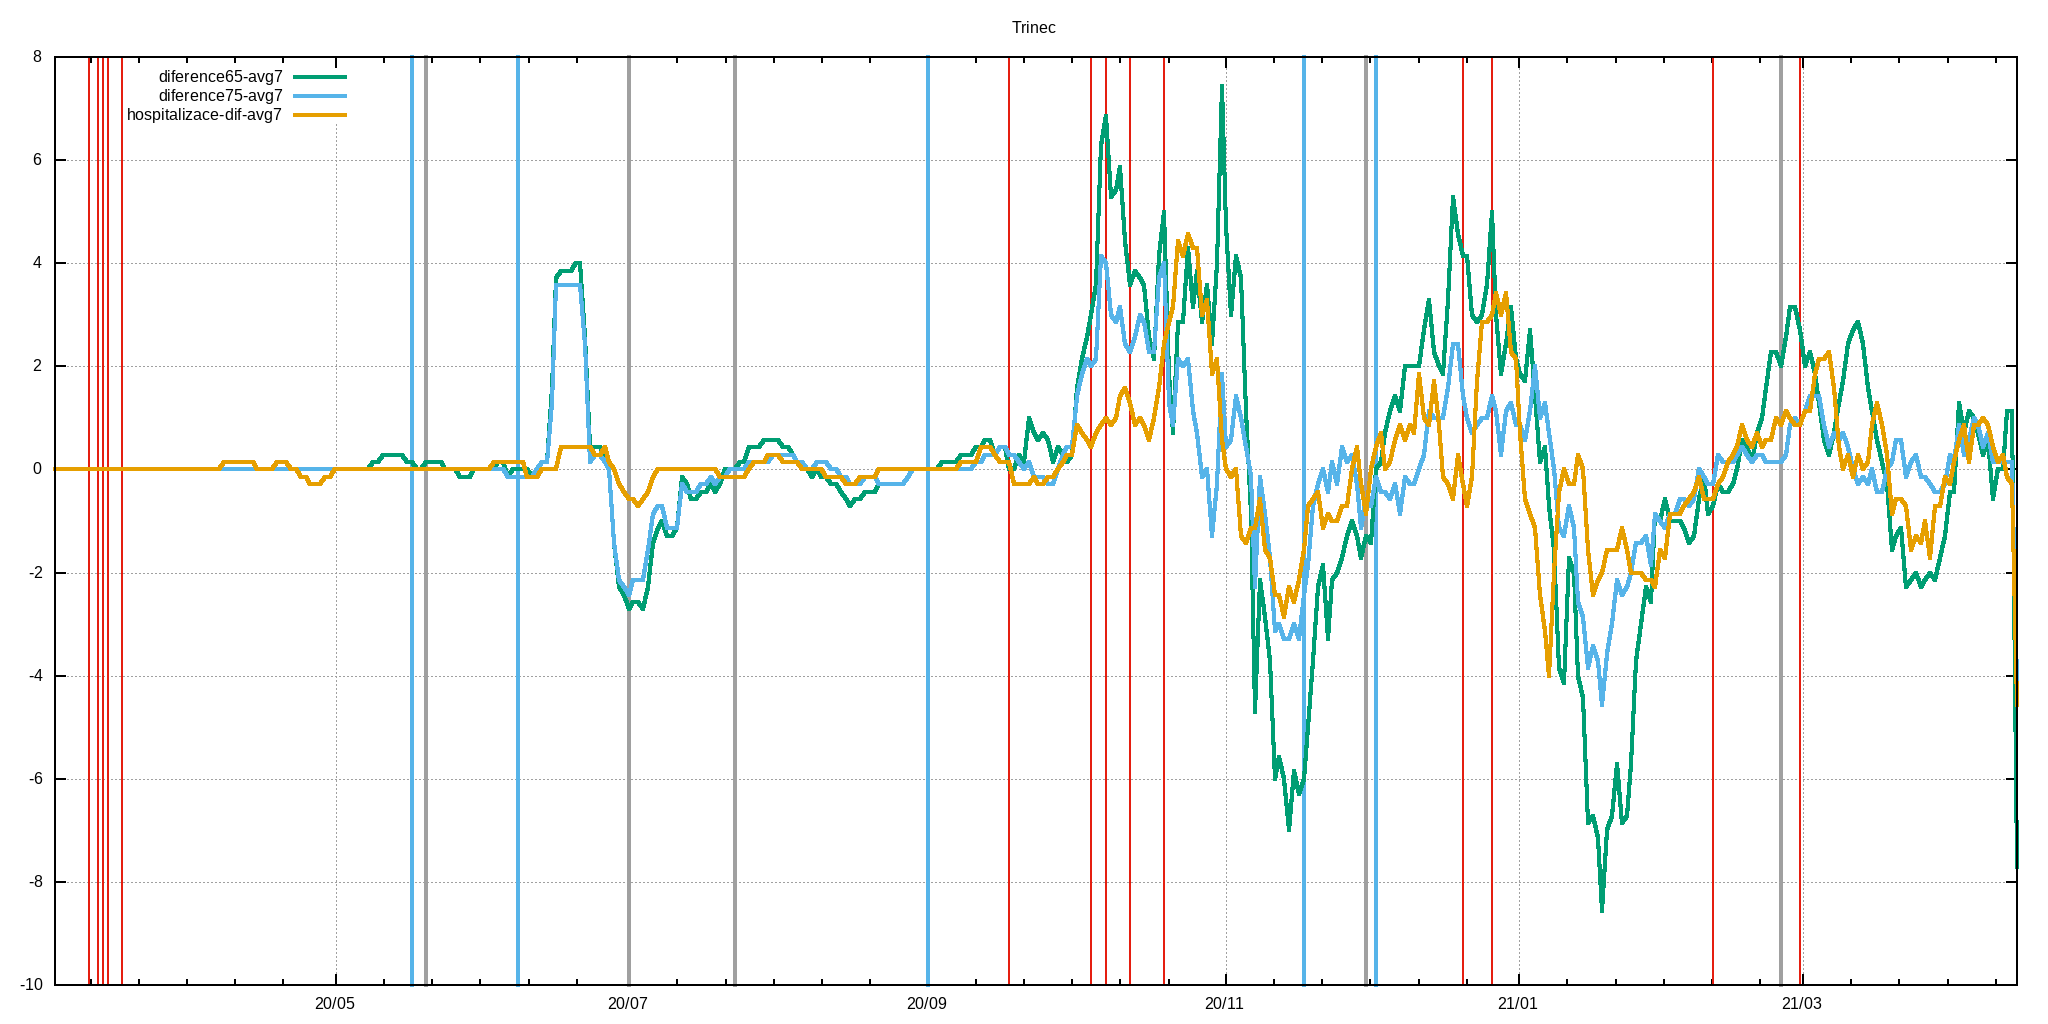 Trinec
8
diference65-avg7
diference75-avg7
hospitalizace-dif-avg7
6
4
2
0
-2
-4
-6
-8
-10
20/05 20/07 20/09 20/11 21/01 21/03